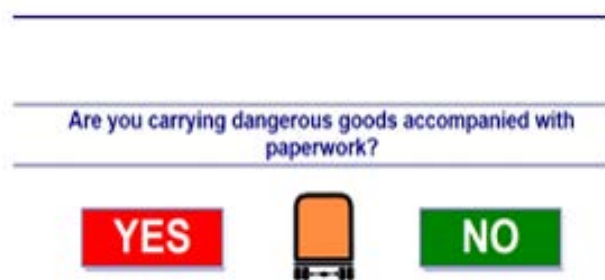 Are you carrying dangerous goods accompanied with
paperwork?
YES NO